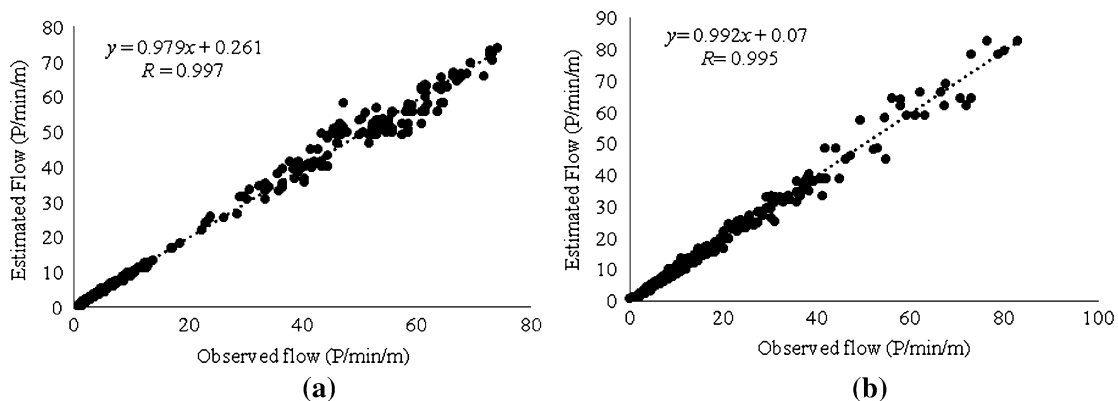 80
70
60
50
40
30
20
10
0
0 20 40 60 80
y = 0.979x + 0.261
R = 0.997
Estimated Flow (P/min/m)
Observed flow (P/min/m)
(a)
90
80
70
60
50
40
30
20
10
0
0 20 40 60 80 100
y = 0.992x + 0.07
R= 0.995
Estimated Flow (P/min/m)
Observed flow (P/min/m)
(b)